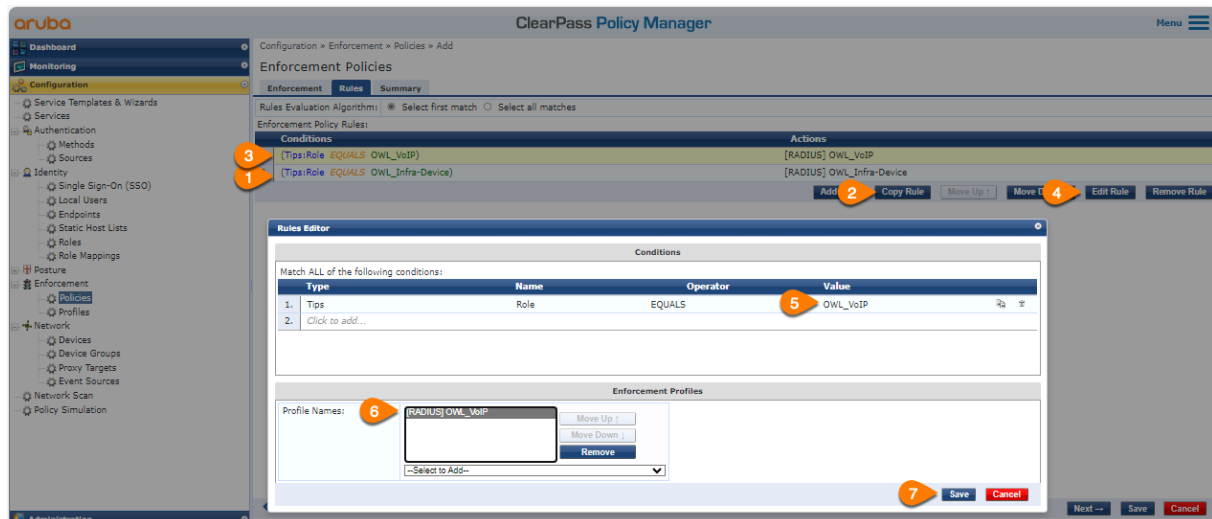 aruba
ClearPass Policy Manager
Menu
Dashboard
Monitoring
Configuration
Service Templates & Wizards
Services
Authentication
Methods
Sources
Identity
Single Sign-On (SSO)
Local Users
Endpoints
Static Host Lists
Roles
Role Mappings
Posture
Enforcement
Policies
Profiles
Network
Devices
Device Groups
Proxy Targets
Event Sources
Network Scan
Policy Simulation
Administration
Configuration » Enforcement » Policies » Add
Enforcement Policies
Enforcement Rules Summary
Rules Evaluation Algorithm: Select first match Select all matches
Enforcement Policy Rules:
Conditions Actions
3 (Tips:Role EQUALS OWL_VoIP) [RADIUS] OWL_VoIP
1 (Tips:Role EQUALS OWL_Infra-Device) [RADIUS] OWL_Infra-Device
Add 2 Copy Rule Move Up ↑ Move 4 Edit Rule Remove Rule
Rules Editor
Conditions
Match ALL of the following conditions:
Type Name Operator Value
1. Tips Role EQUALS 5 OWL_VoIP
2. Click to add...
Enforcement Profiles
Profile Names: 6 [RADIUS] OWL_VoIP
Move Up ↑
Move Down ↓
Remove
--Select to Add--
7 Save Cancel
Next → Save Cancel